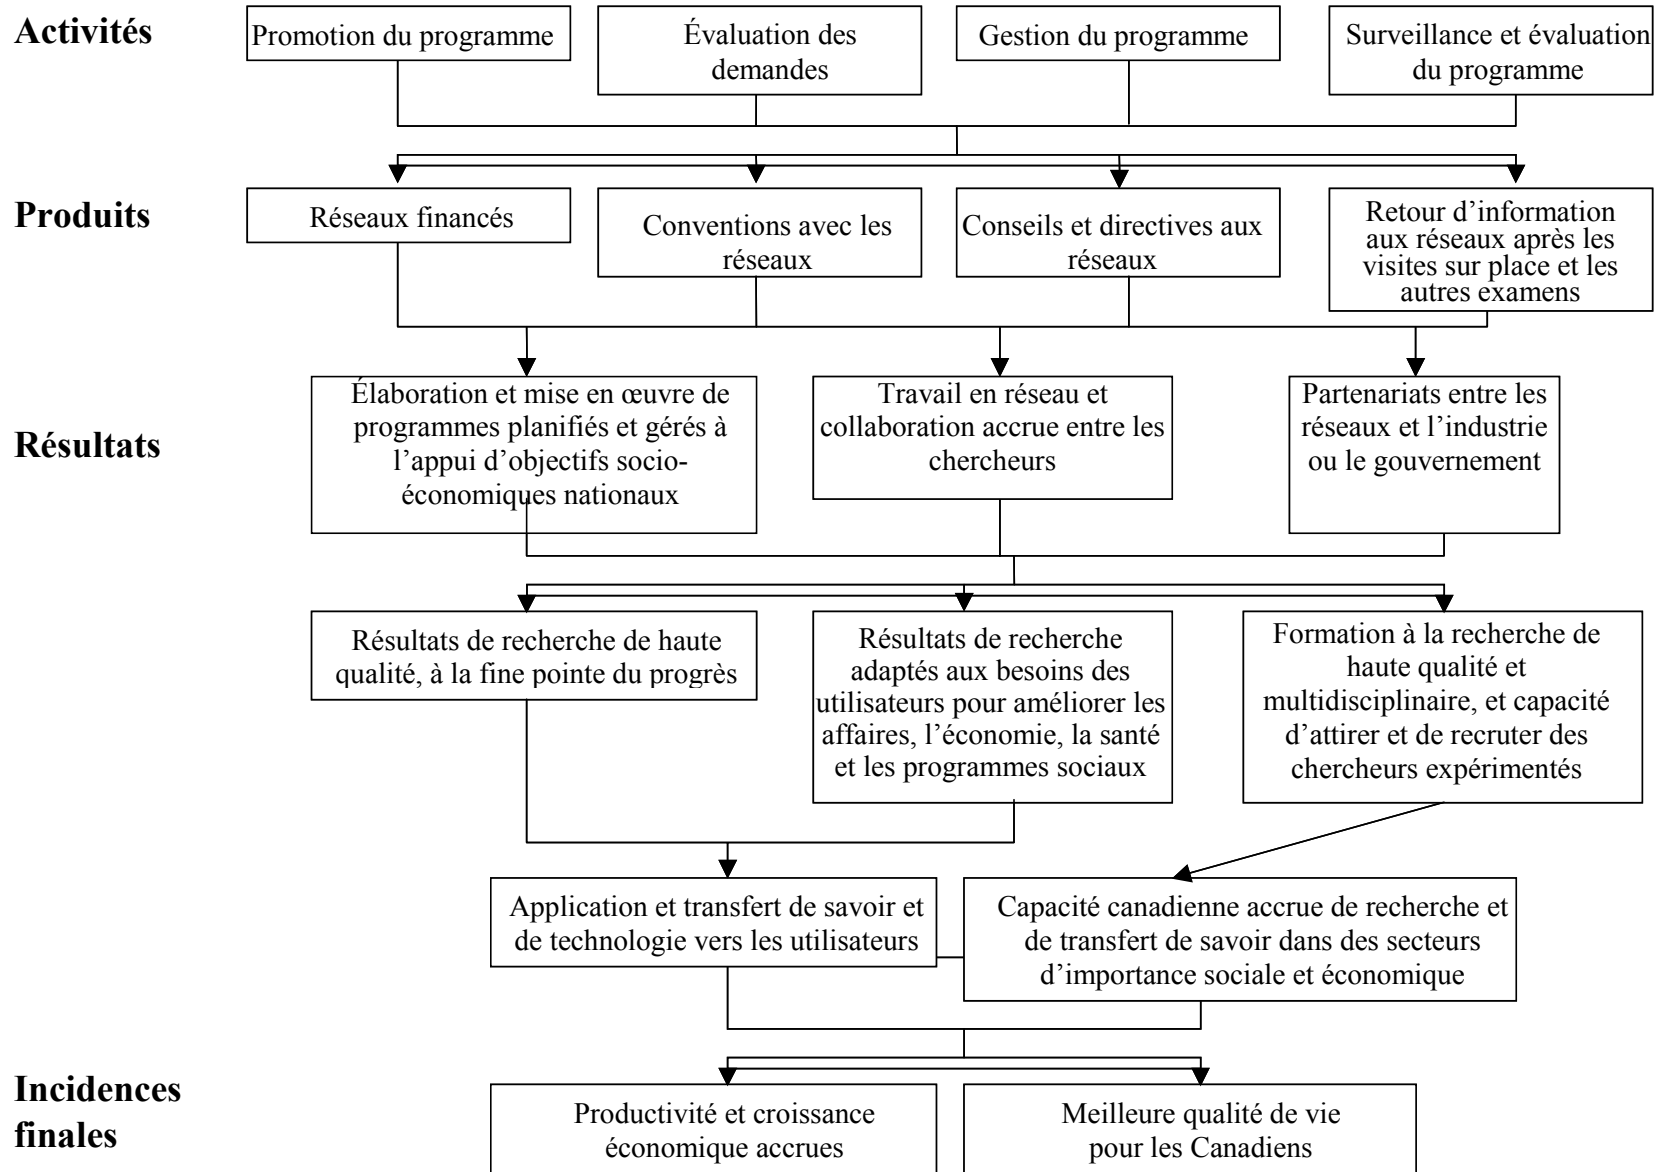 Activités
Promotion du programme
Évaluation des
demandes
Gestion du programme
Surveillance et évaluation
du programme
Produits
Réseaux financés
Conventions avec les
réseaux
Conseils et directives aux
réseaux
Retour d’information
aux réseaux après les
visites sur place et les
autres examens
Résultats
Élaboration et mise en œuvre de
programmes planifiés et gérés à
l’appui d’objectifs socio-
économiques nationaux
Travail en réseau et
collaboration accrue entre les
chercheurs
Partenariats entre les
réseaux et l’industrie
ou le gouvernement
Résultats de recherche de haute
qualité, à la fine pointe du progrès
Résultats de recherche
adaptés aux besoins des
utilisateurs pour améliorer les
affaires, l’économie, la santé
et les programmes sociaux
Formation à la recherche de
haute qualité et
multidisciplinaire, et capacité
d’attirer et de recruter des
chercheurs expérimentés
Application et transfert de savoir et
de technologie vers les utilisateurs
Capacité canadienne accrue de recherche et
de transfert de savoir dans des secteurs
d’importance sociale et économique
Incidences
finales
Productivité et croissance
économique accrues
Meilleure qualité de vie
pour les Canadiens